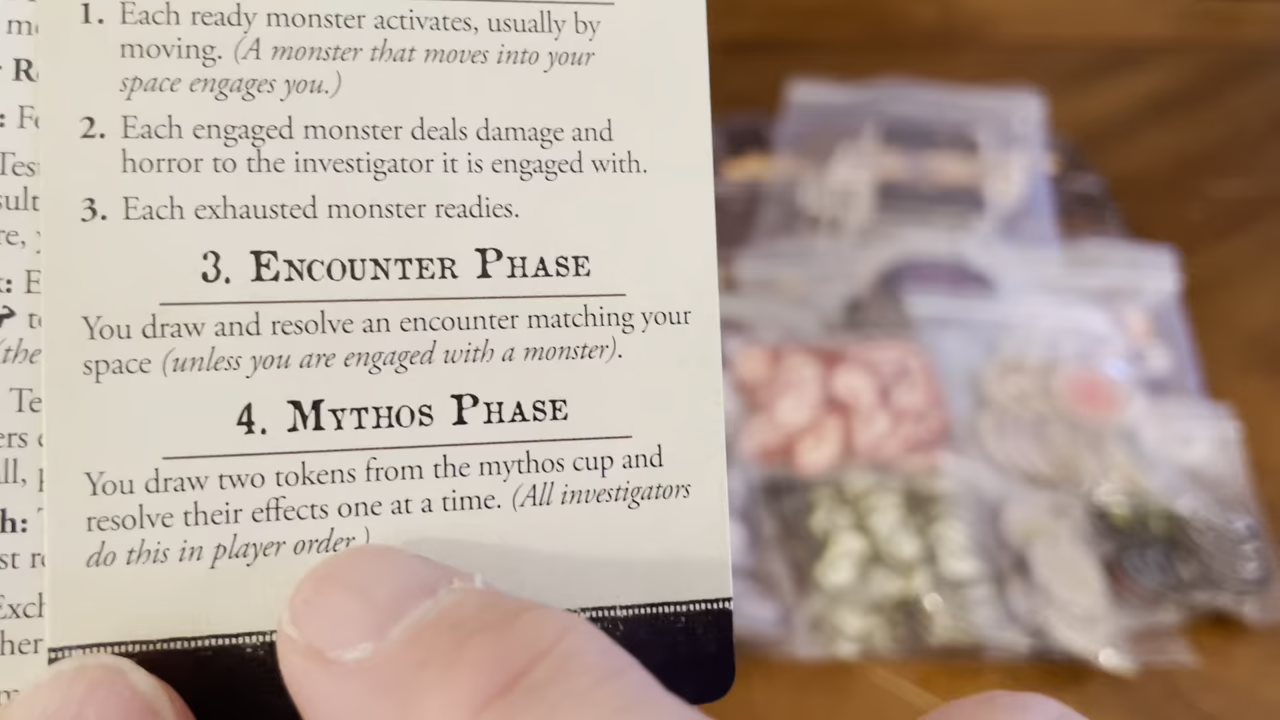 1. Each ready monster activates, usually by
moving. (A monster that moves into your
space engages you.)
2. Each engaged monster deals damage and
horror to the investigator it is engaged with.
3. Each exhausted monster readies.
3. ENCOUNTER PHASE
You draw and resolve an encounter matching your
space (unless you are engaged with a monster).
4. MYTHOS PHASE
You draw two tokens from the mythos cup and
resolve their effects one at a time. (All investigators
do this in player order.)